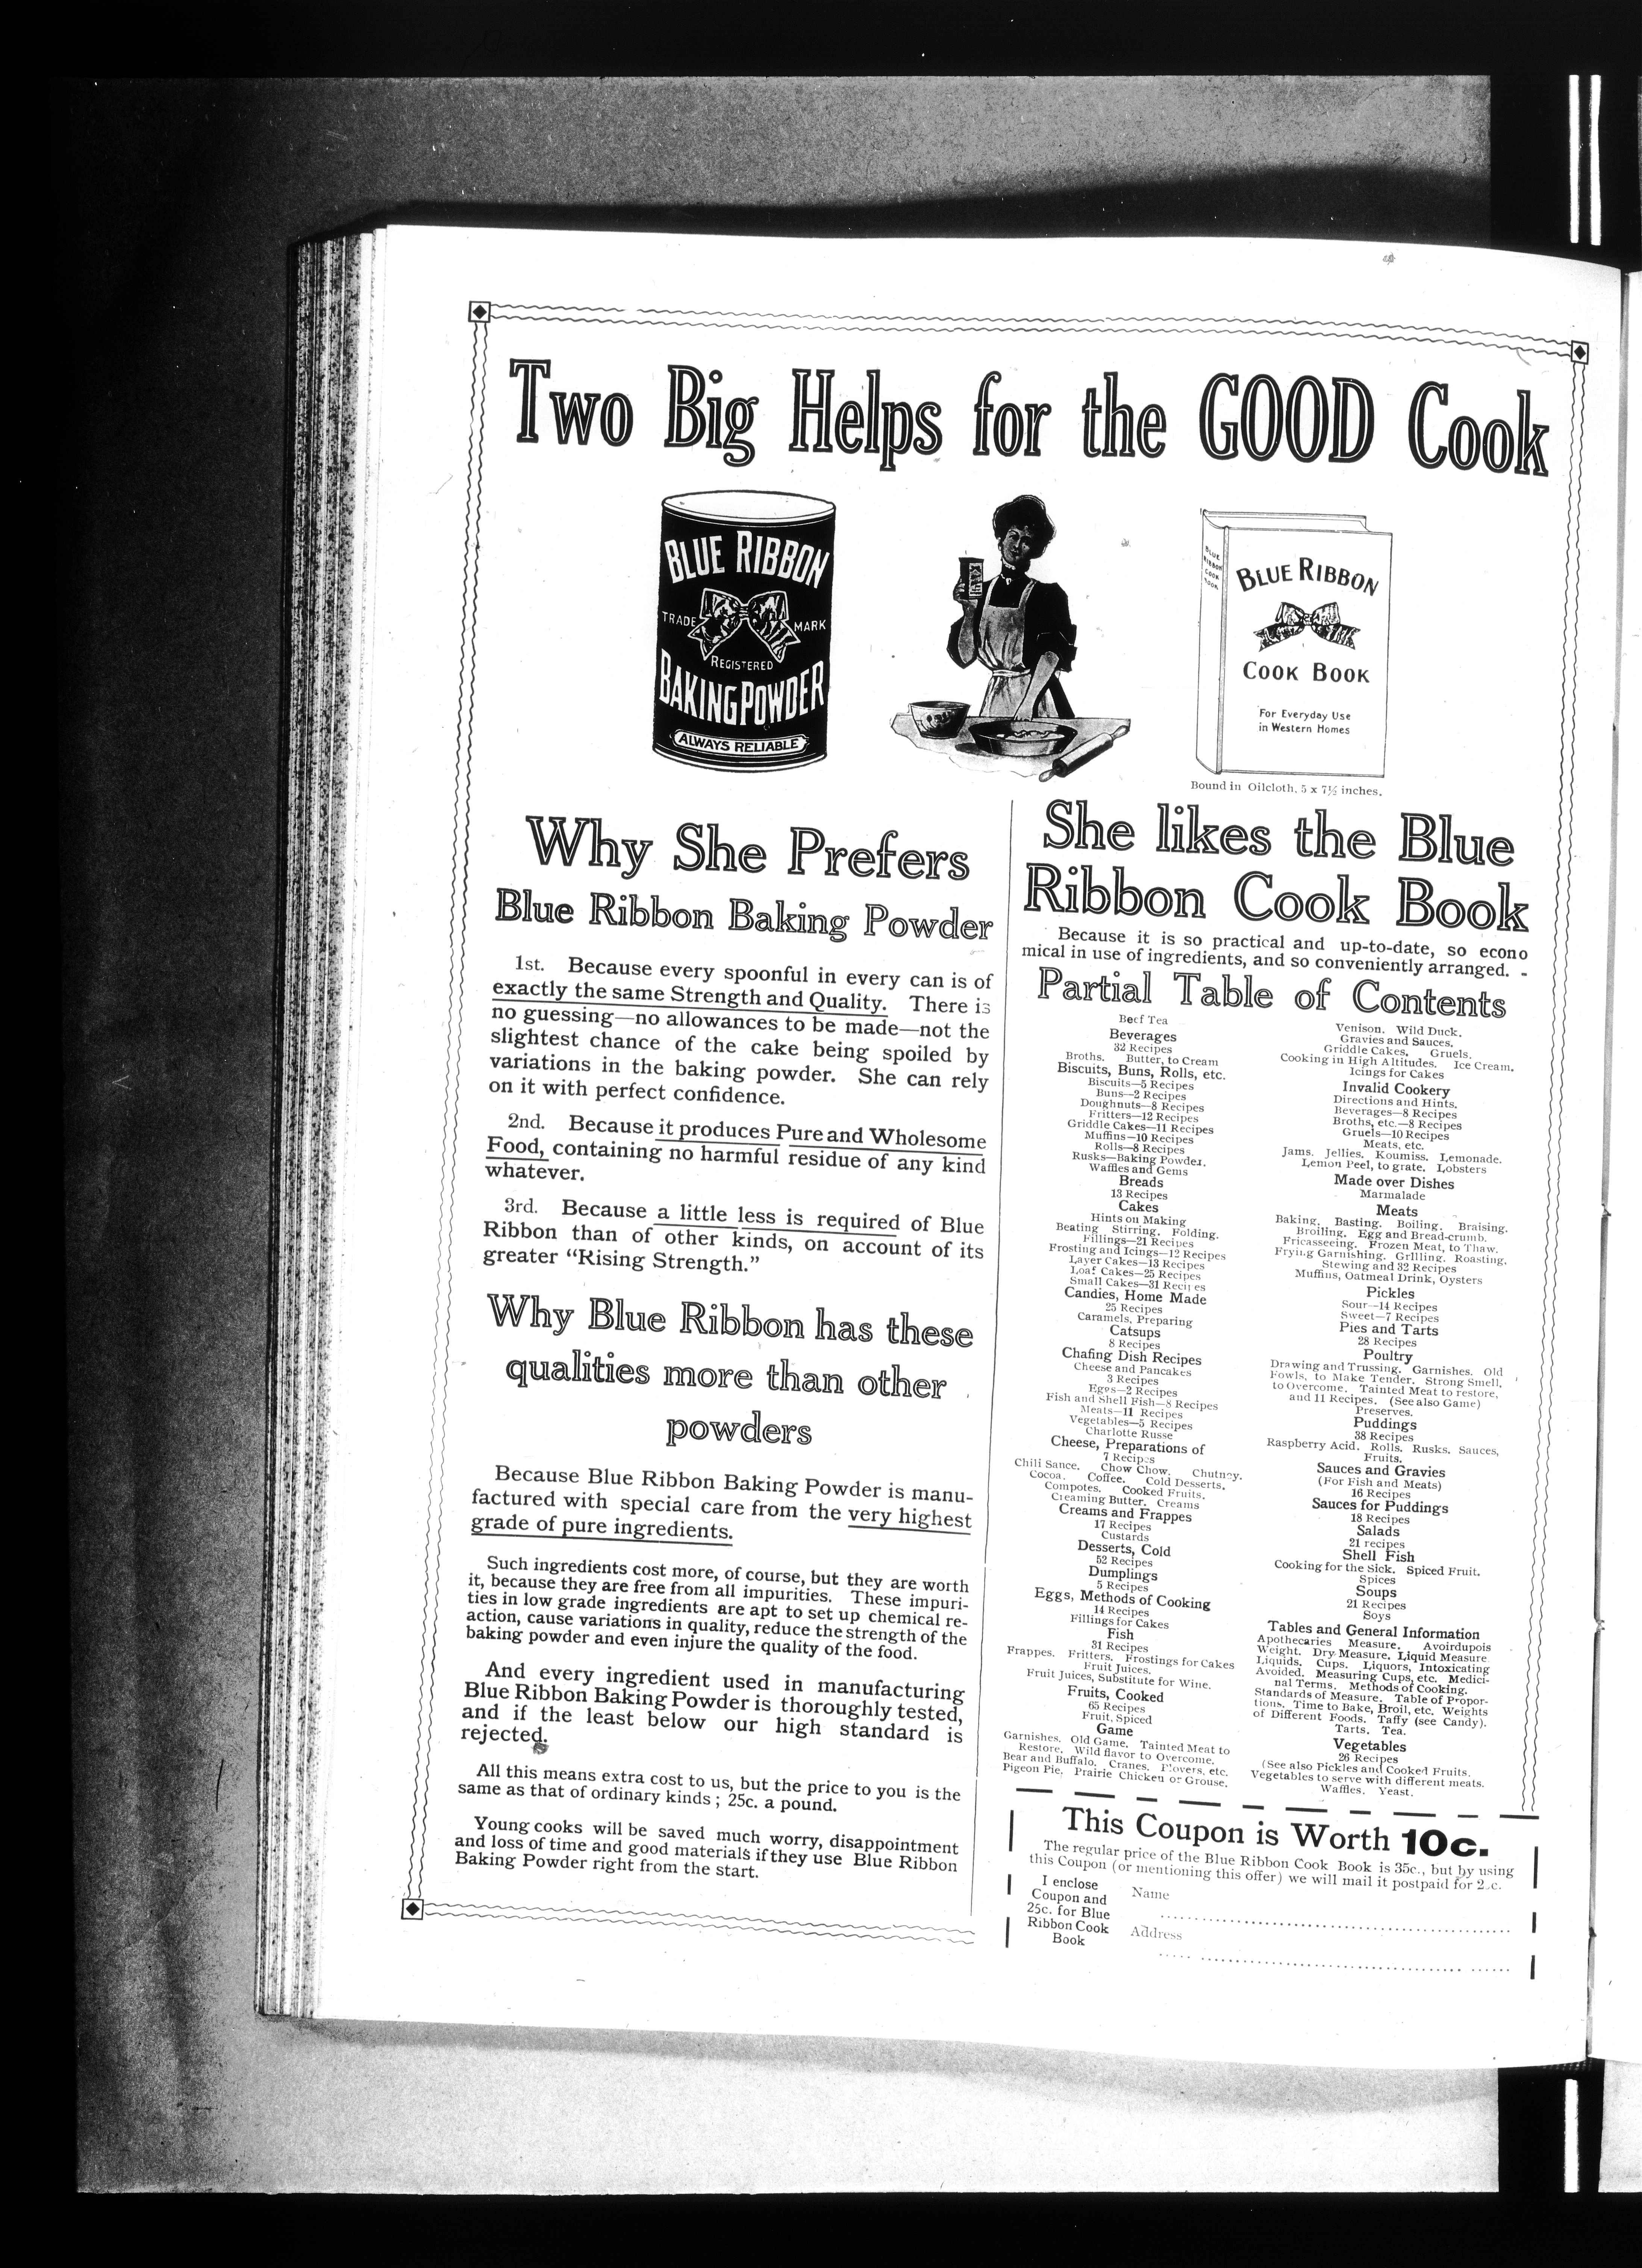 Two Big Helps for the GOOD Cook
BLUE RIBBON
TRADE MARK
REGISTERED
BAKING POWDER
ALWAYS RELIABLE
BLUE
RIBBON
COOK
BOOK
BLUE RIBBON
COOK BOOK
For Everyday Use
in Western Homes
Bound in Oilcloth, 5 x 7½ inches.
Why She Prefers
Blue Ribbon Baking Powder
1st. Because every spoonful in every can is of
exactly the same Strength and Quality. There is
no guessing—no allowances to be made—not the
slightest chance of the cake being spoiled by
variations in the baking powder. She can rely
on it with perfect confidence.
2nd. Because it produces Pure and Wholesome
Food, containing no harmful residue of any kind
whatever.
3rd. Because a little less is required of Blue
Ribbon than of other kinds, on account of its
greater “Rising Strength.”
Why Blue Ribbon has these
qualities more than other
powders
Because Blue Ribbon Baking Powder is manu-
factured with special care from the very highest
grade of pure ingredients.
Such ingredients cost more, of course, but they are worth
it, because they are free from all impurities. These impuri-
ties in low grade ingredients are apt to set up chemical re-
action, cause variations in quality, reduce the strength of the
baking powder and even injure the quality of the food.
And every ingredient used in manufacturing
Blue Ribbon Baking Powder is thoroughly tested,
and if the least below our high standard is
rejected.
All this means extra cost to us, but the price to you is the
same as that of ordinary kinds ; 25c. a pound.
Young cooks will be saved much worry, disappointment
and loss of time and good materials if they use Blue Ribbon
Baking Powder right from the start.
She likes the Blue
Ribbon Cook Book
Because it is so practical and up-to-date, so econo
mical in use of ingredients, and so conveniently arranged. -
Partial Table of Contents
Beef Tea
Beverages
32 Recipes
Broths. Butter, to Cream
Biscuits, Buns, Rolls, etc.
Biscuits—5 Recipes
Buns—2 Recipes
Doughnuts—8 Recipes
Fritters—12 Recipes
Griddle Cakes—11 Recipes
Muffins—10 Recipes
Rolls—8 Recipes
Rusks—Baking Powder.
Waffles and Gems
Breads
13 Recipes
Cakes
Hints on Making
Beating Stirring. Folding.
Fillings—21 Recipes
Frosting and Icings—12 Recipes
Layer Cakes—13 Recipes
Loaf Cakes—25 Recipes
Small Cakes—31 Recipes
Candies, Home Made
25 Recipes
Caramels, Preparing
Catsups
8 Recipes
Chafing Dish Recipes
Cheese and Pancakes
3 Recipes
Eggs—2 Recipes
Fish and Shell Fish—8 Recipes
Meats—11 Recipes
Vegetables—5 Recipes
Charlotte Russe
Cheese, Preparations of
7 Recipes
Chili Sance. Chow Chow. Chutney.
Cocoa. Coffee. Cold Desserts.
Compotes. Cooked Fruits.
Creaming Butter. Creams
Creams and Frappes
17 Recipes
Custards
Desserts, Cold
52 Recipes
Dumplings
5 Recipes
Eggs, Methods of Cooking
14 Recipes
Fillings for Cakes
Fish
31 Recipes
Frappes. Fritters. Frostings for Cakes
Fruit Juices.
Fruit Juices, Substitute for Wine.
Fruits, Cooked
65 Recipes
Fruit, Spiced
Game
Garnishes. Old Game. Tainted Meat to
Restore. Wild flavor to Overcome.
Bear and Buffalo. Cranes. Plovers, etc.
Pigeon Pie. Prairie Chicken or Grouse.
Venison. Wild Duck.
Gravies and Sauces.
Griddle Cakes. Gruels.
Cooking in High Altitudes. Ice Cream.
Icings for Cakes
Invalid Cookery
Directions and Hints.
Beverages—8 Recipes
Broths, etc.—8 Recipes
Gruels—10 Recipes
Meats, etc.
Jams. Jellies. Koumiss. Lemonade.
Lemon Peel, to grate. Lobsters
Made over Dishes
Marmalade
Meats
Baking. Basting. Boiling. Braising.
Broiling. Egg and Bread-crumb.
Fricasseeing. Frozen Meat, to Thaw.
Frying Garnishing. Grilling. Roasting.
Stewing and 32 Recipes
Muffins, Oatmeal Drink, Oysters
Pickles
Sour—14 Recipes
Sweet—7 Recipes
Pies and Tarts
28 Recipes
Poultry
Drawing and Trussing. Garnishes. Old
Fowls, to Make Tender. Strong Smell,
to Overcome. Tainted Meat to restore,
and 11 Recipes. (See also Game)
Preserves.
Puddings
38 Recipes
Raspberry Acid. Rolls. Rusks. Sauces,
Fruits.
Sauces and Gravies
(For Fish and Meats)
16 Recipes
Sauces for Puddings
18 Recipes
Salads
21 recipes
Shell Fish
Cooking for the Sick. Spiced Fruit.
Spices
Soups
21 Recipes
Soys
Tables and General Information
Apothecaries Measure. Avoirdupois
Weight. Dry Measure. Liquid Measure
Liquids. Cups. Liquors, Intoxicating
Avoided. Measuring Cups, etc. Medici-
nal Terms. Methods of Cooking.
Standards of Measure. Table of Propor-
tions. Time to Bake, Broil, etc. Weights
of Different Foods. Taffy (see Candy).
Tarts. Tea.
Vegetables
26 Recipes
(See also Pickles and Cooked Fruits.
Vegetables to serve with different meats.
Waffles. Yeast.
This Coupon is Worth 10c.
The regular price of the Blue Ribbon Cook Book is 35c., but by using
this Coupon (or mentioning this offer) we will mail it postpaid for
I enclose
Coupon and
25c. for Blue
Ribbon Cook
Book
Name
Address